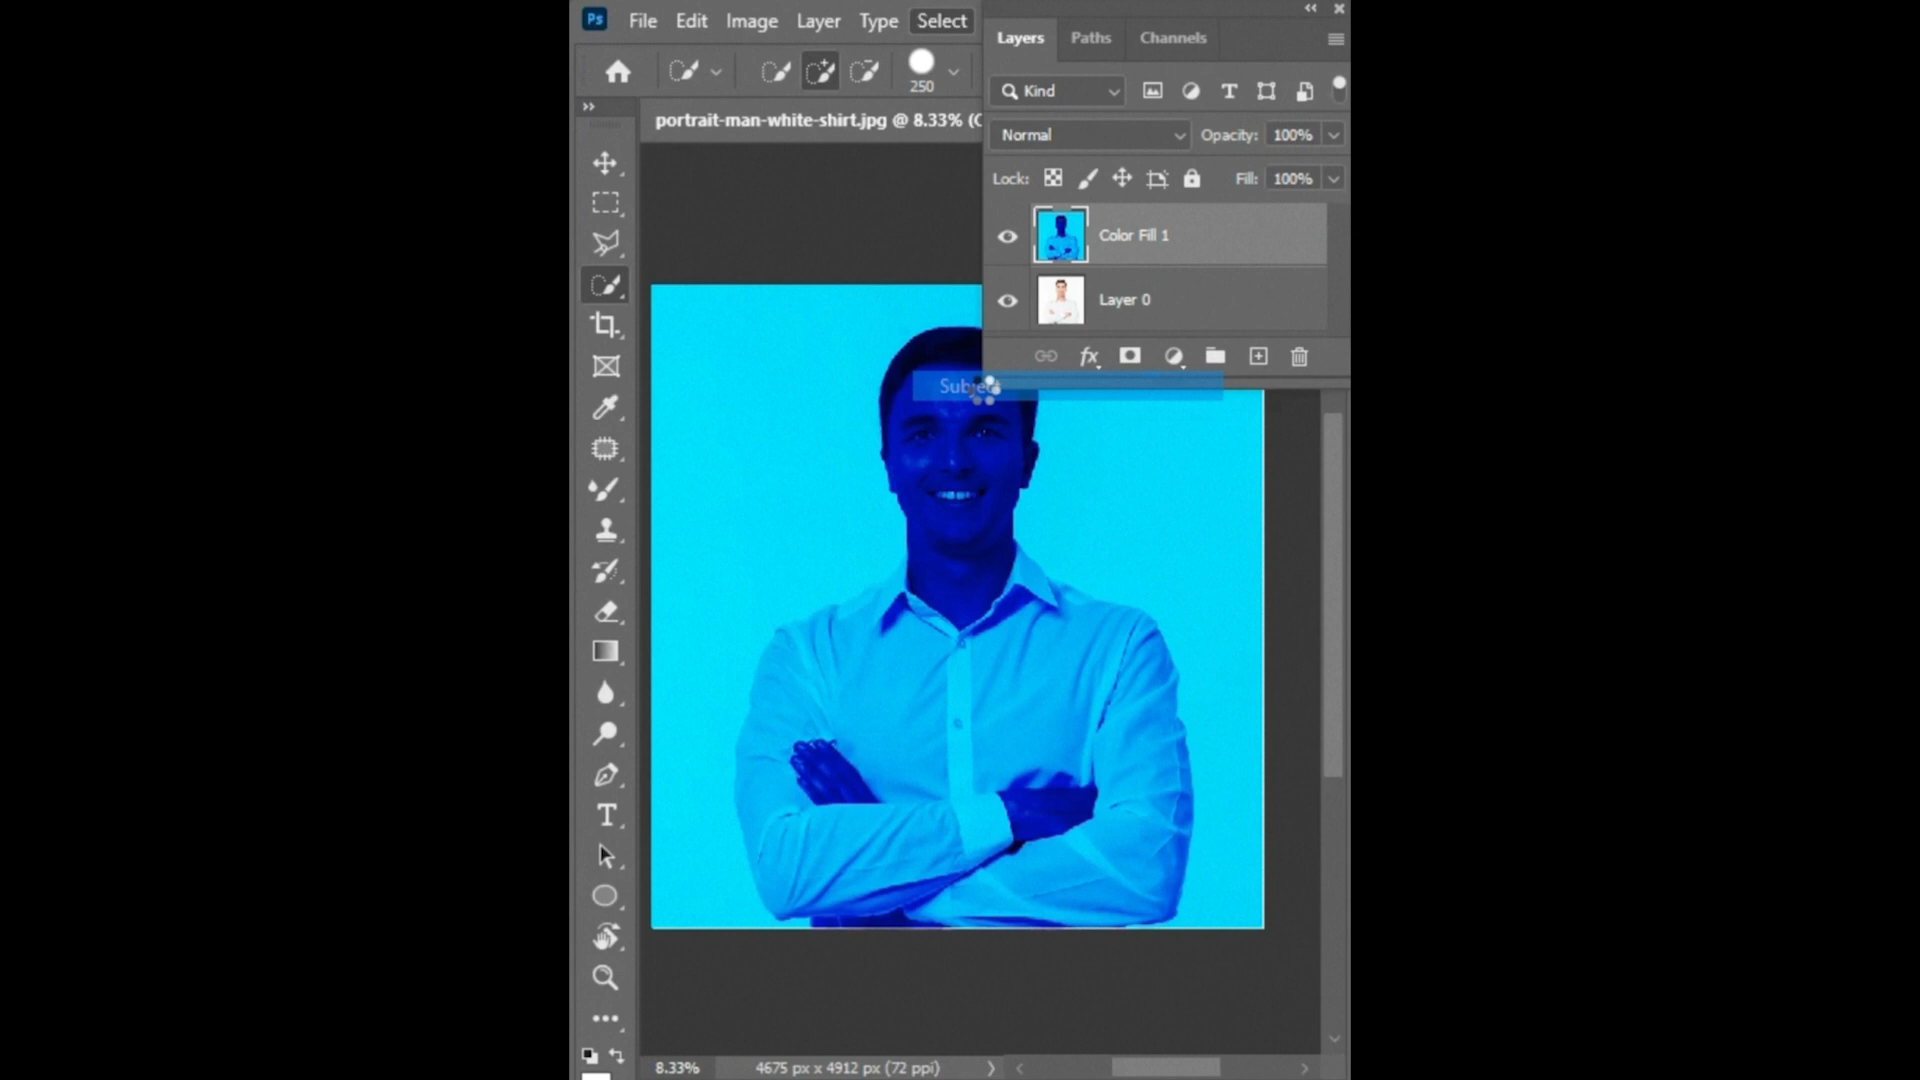 Ps File Edit Image Layer Type Select
Layers Paths Channels
250
Kind
portrait-man-white-shirt.jpg @ 8.33% (C
Normal Opacity: 100%
Lock: Fill: 100%
Color Fill 1
Layer 0
fx
Subject
T
8.33% 4675 px x 4912 px (72 ppi)